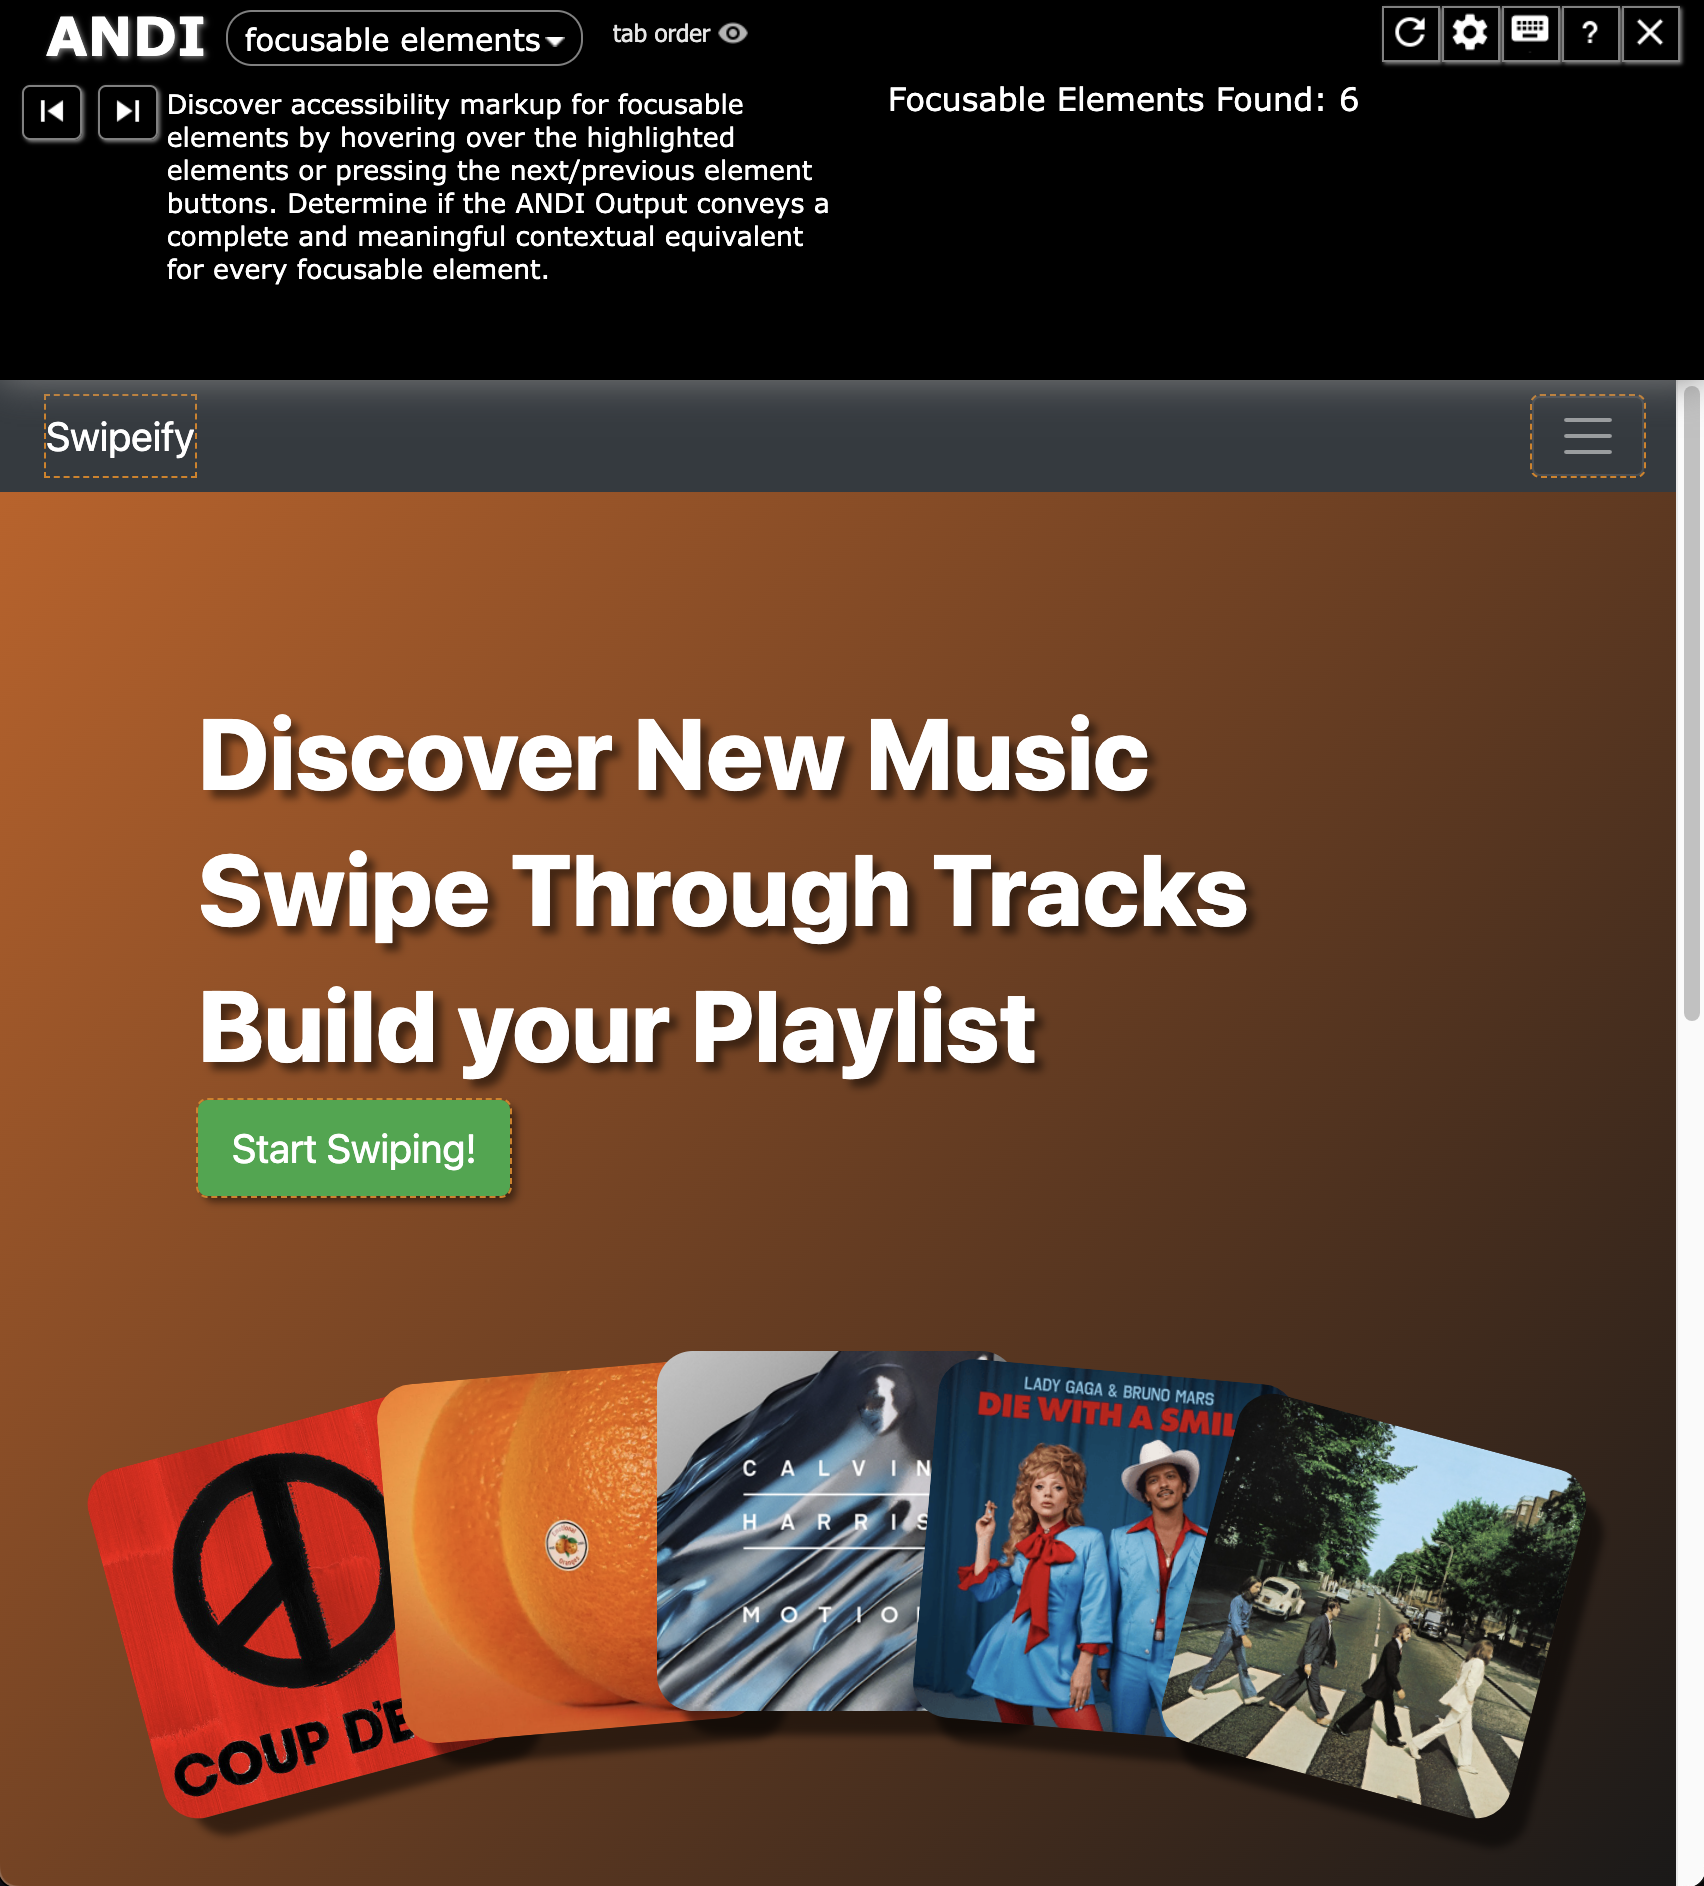 ANDI
focusable elements
tab order
?
Discover accessibility markup for focusable
elements by hovering over the highlighted
elements or pressing the next/previous element
buttons. Determine if the ANDI Output conveys a
complete and meaningful contextual equivalent
for every focusable element.
Focusable Elements Found: 6
Swipeify
Discover New Music
Swipe Through Tracks
Build your Playlist
Start Swiping!
COUP D'E
Emotional
Oranges
CALVIN
HARRIS
MOTIO
LADY GAGA & BRUNO MARS
DIE WITH A SMIL